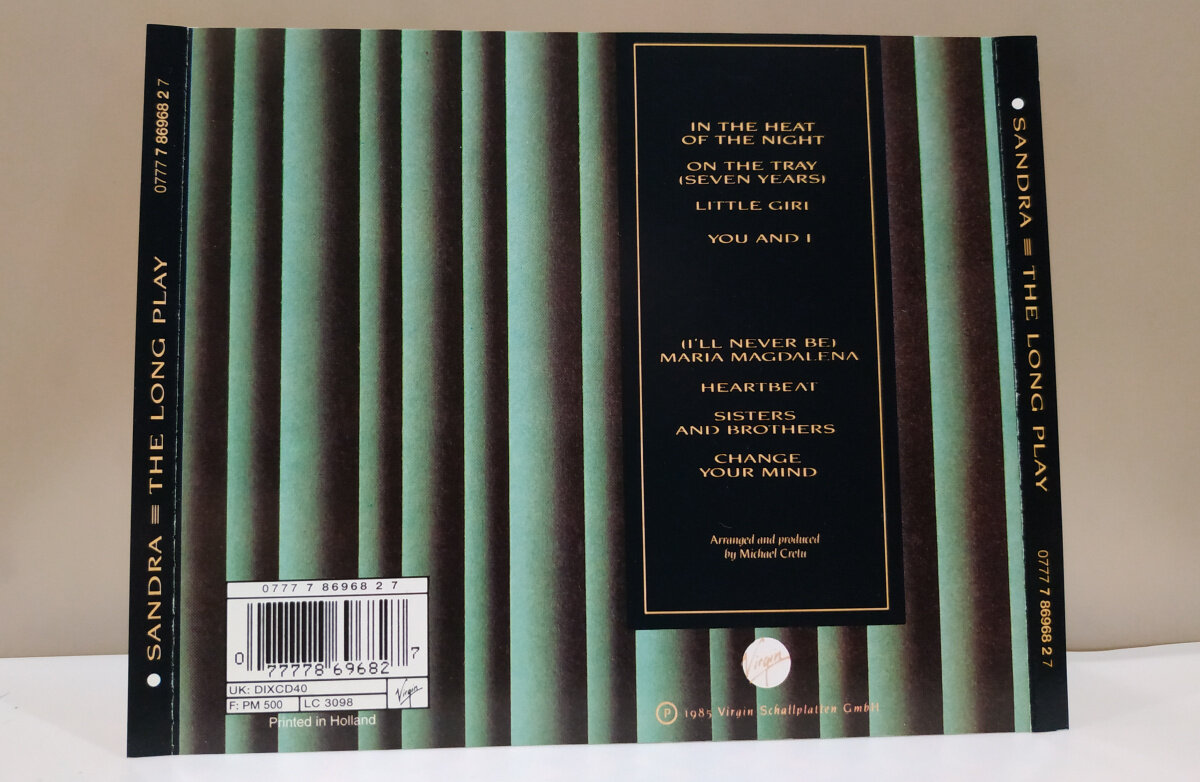 0777 7 86968 2 7
SANDRA ≡ THE LONG PLAY
IN THE HEAT
OF THE NIGHT
ON THE TRAY
(SEVEN YEARS)
LITTLE GIRL
YOU AND I
(I'LL NEVER BE)
MARIA MAGDALENA
HEARTBEAT
SISTERS
AND BROTHERS
CHANGE
YOUR MIND
Arranged and produced
by Michael Cretu
0777 7 86968 2 7
0 77778 69682 7
UK: DIXCD40
F: PM 500
LC 3098
Virgin
Printed in Holland
Virgin
℗ 1985 Virgin Schallplatten GmbH
SANDRA ≡ THE LONG PLAY
0777 7 86968 2 7